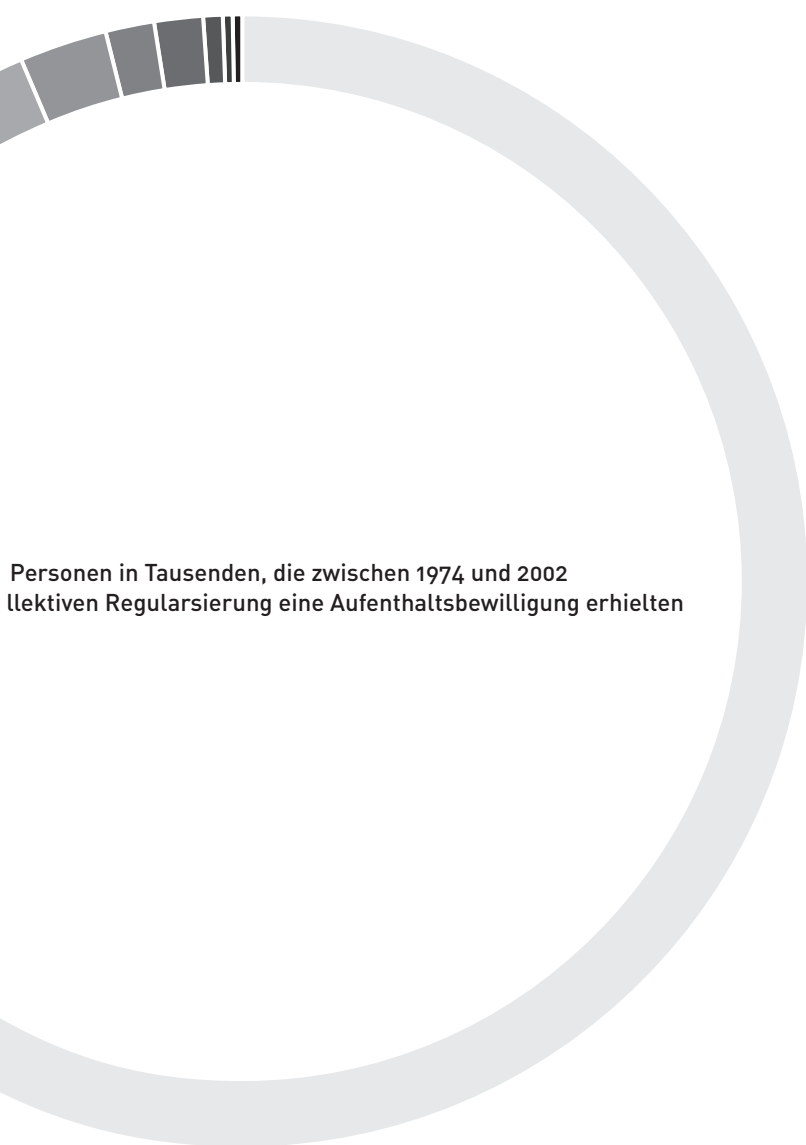 Personen in Tausenden, die zwischen 1974 und 2002
llektiven Regularsierung eine Aufenthaltsbewilligung erhielten